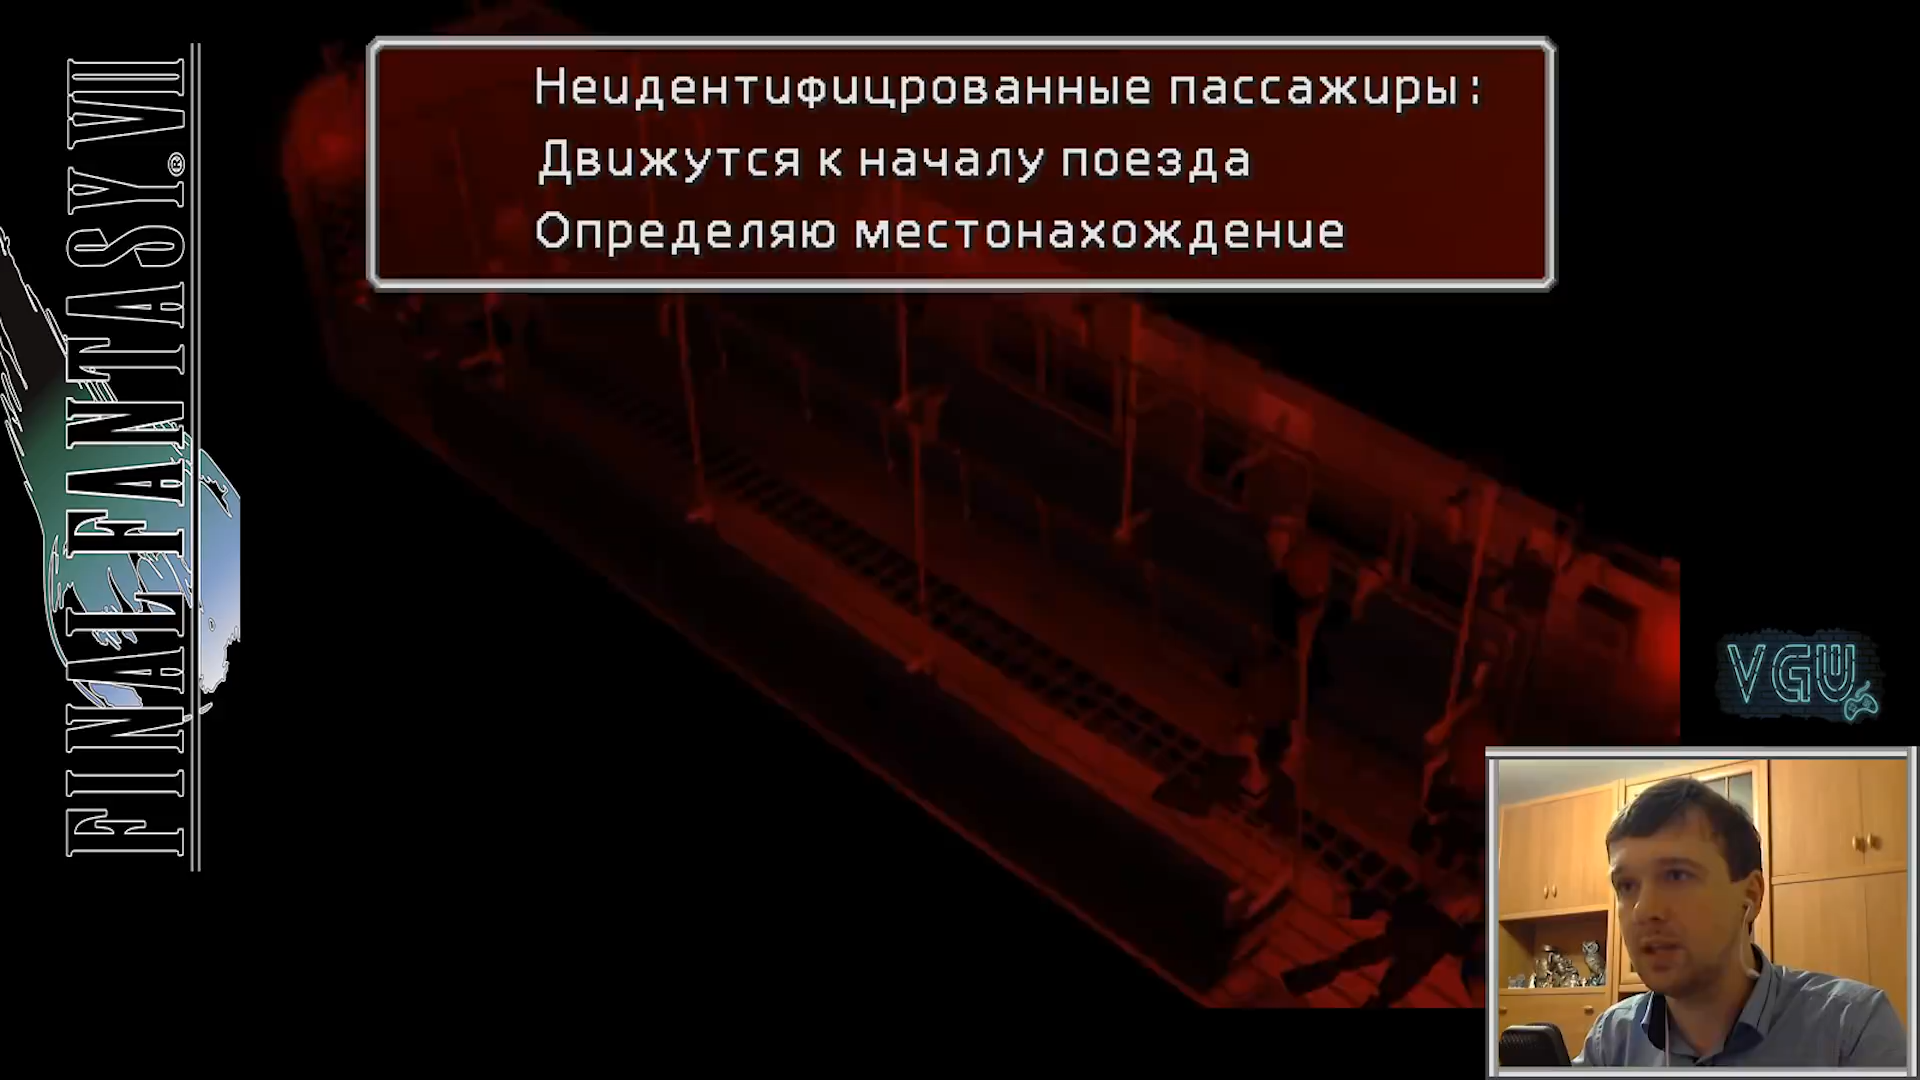 Неидентифицрованные пассажиры:
Движутся к началу поезда
Определяю местонахождение
FINAL FANTASY.VII
®
VGU